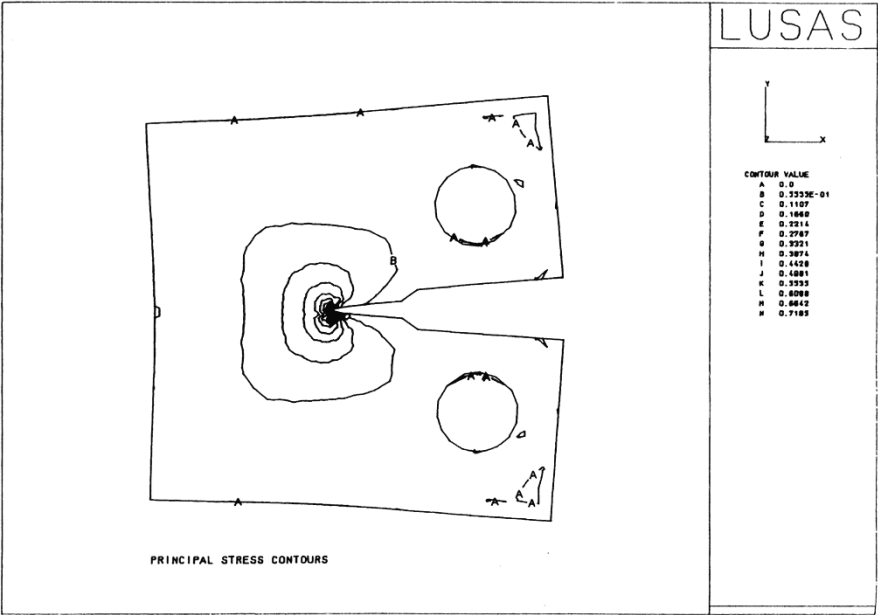 LUSAS
Y
Z
X
CONTOUR VALUE
A 0.0
B 0.5535E-01
C 0.1107
D 0.1660
E 0.2214
F 0.2767
G 0.3321
H 0.3874
I 0.4428
J 0.4981
K 0.5535
L 0.6088
M 0.6642
N 0.7195
A
A
A
A
A
A
A
B
A
A
A
A
A
A
A
A
PRINCIPAL STRESS CONTOURS